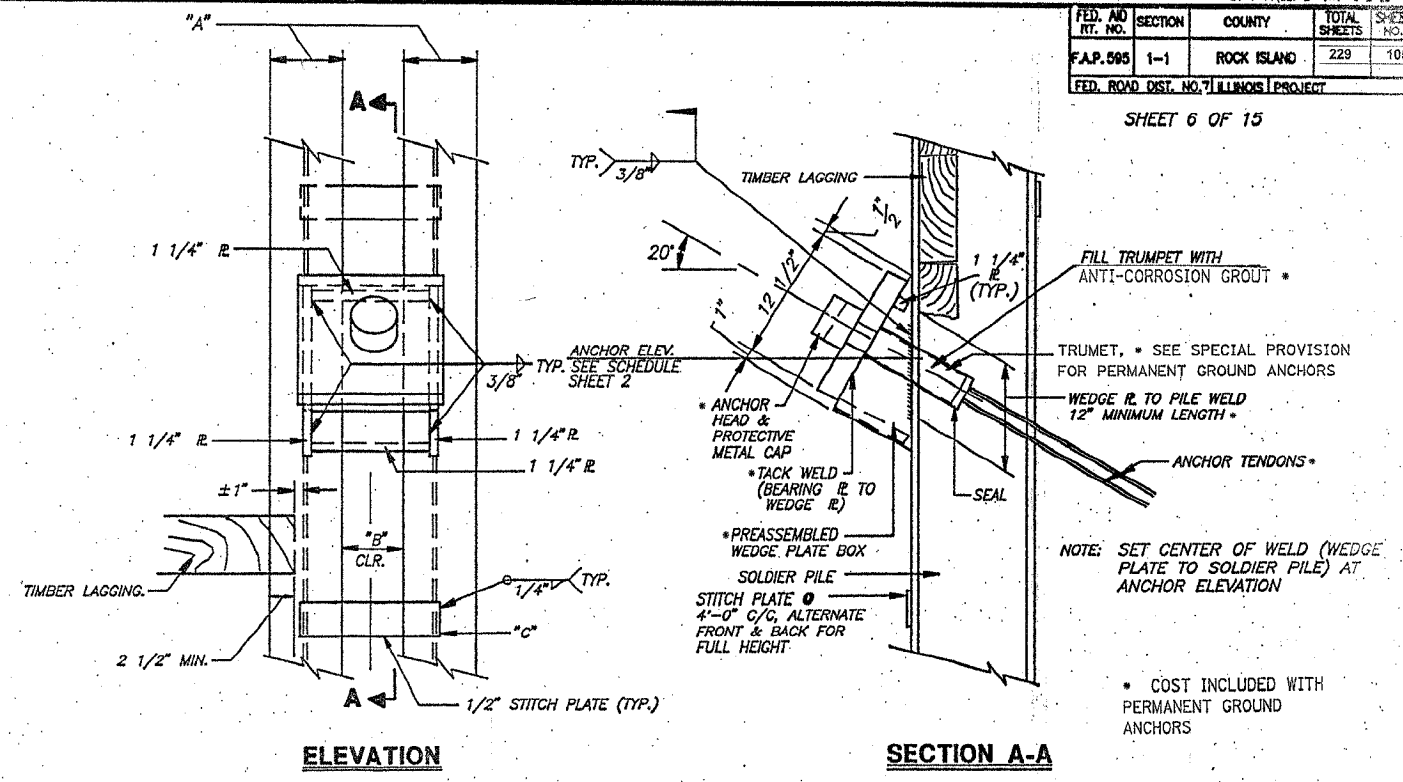 FED. AID RT. NO.
SECTION
COUNTY
TOTAL SHEETS
F.A.P. 595
1-1
ROCK ISLAND
229
FED. ROAD DIST. NO. 7
ILLINOIS
PROJECT
SHEET 6 OF 15
"A"
A
1 1/4" PL
TYP.
3/8"
1 1/4" PL
1 1/4" PL
1 1/4" PL
±1"
"B"
CLR.
TIMBER LAGGING.
1/4"
TYP.
"C"
2 1/2" MIN.
A
1/2" STITCH PLATE (TYP.)
ELEVATION
TYP.
3/8"
TIMBER LAGGING
20°
1"
12 1/2"
1 1/4"
PL
(TYP.)
FILL TRUMPET WITH
ANTI-CORROSION GROUT *
ANCHOR ELEV.
SEE SCHEDULE
SHEET 2
TRUMET, * SEE SPECIAL PROVISION
FOR PERMANENT GROUND ANCHORS
WEDGE PL TO PILE WELD
12" MINIMUM LENGTH *
* ANCHOR
HEAD &
PROTECTIVE
METAL CAP
* TACK WELD
(BEARING PL TO
WEDGE PL)
ANCHOR TENDONS *
SEAL
* PREASSEMBLED
WEDGE PLATE BOX
SOLDIER PILE
STITCH PLATE @
4'-0" C/C, ALTERNATE
FRONT & BACK FOR
FULL HEIGHT
NOTE: SET CENTER OF WELD (WEDGE
PLATE TO SOLDIER PILE) AT
ANCHOR ELEVATION
* COST INCLUDED WITH
PERMANENT GROUND
ANCHORS
SECTION A-A